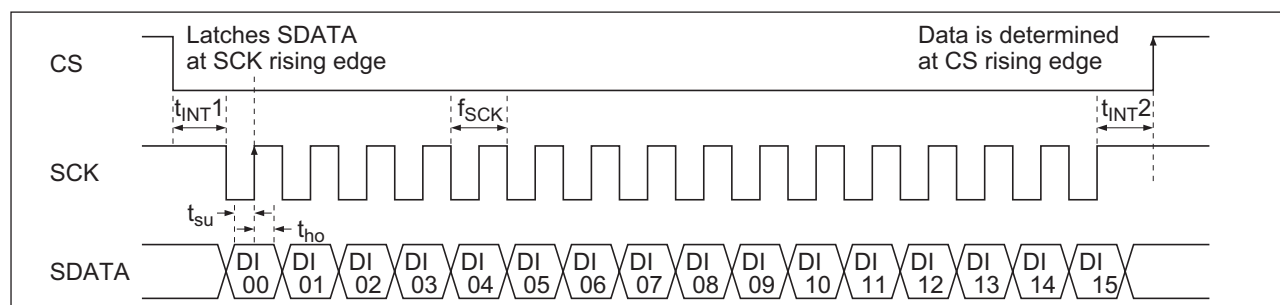 Latches SDATA
at SCK rising edge
Data is determined
at CS rising edge
CS
tINT1
fSCK
tINT2
SCK
tsu
tho
SDATA
DI 00
DI 01
DI 02
DI 03
DI 04
DI 05
DI 06
DI 07
DI 08
DI 09
DI 10
DI 11
DI 12
DI 13
DI 14
DI 15